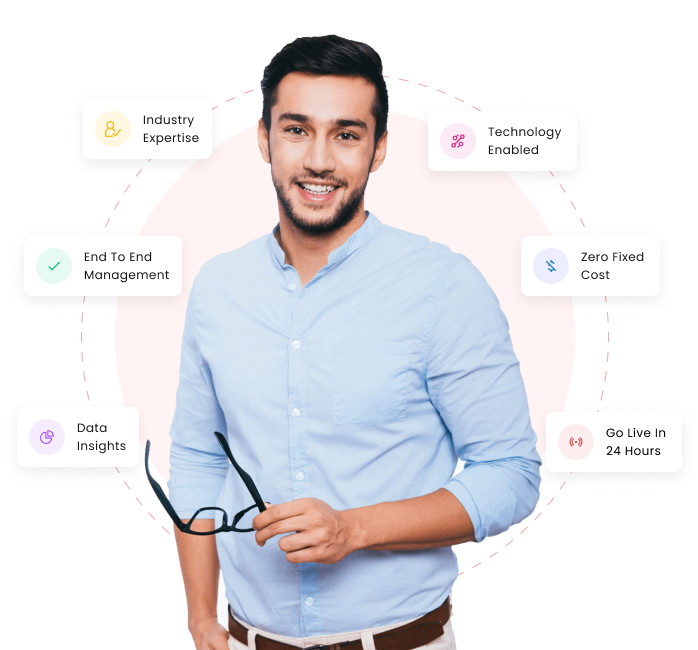 Industry
Expertise
Technology
Enabled
End To End
Management
Zero Fixed
Cost
Data
Insights
Go Live In
24 Hours